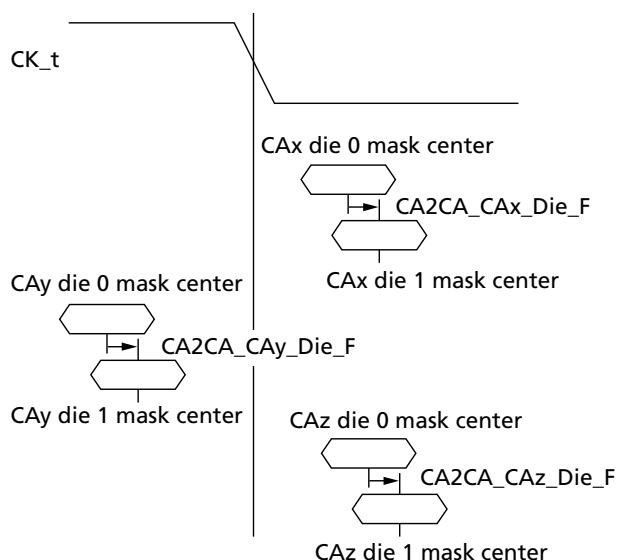 CK_t
CAx die 0 mask center
CA2CA_CAx_Die_F
CAx die 1 mask center
CAy die 0 mask center
CA2CA_CAy_Die_F
CAy die 1 mask center
CAz die 0 mask center
CA2CA_CAz_Die_F
CAz die 1 mask center